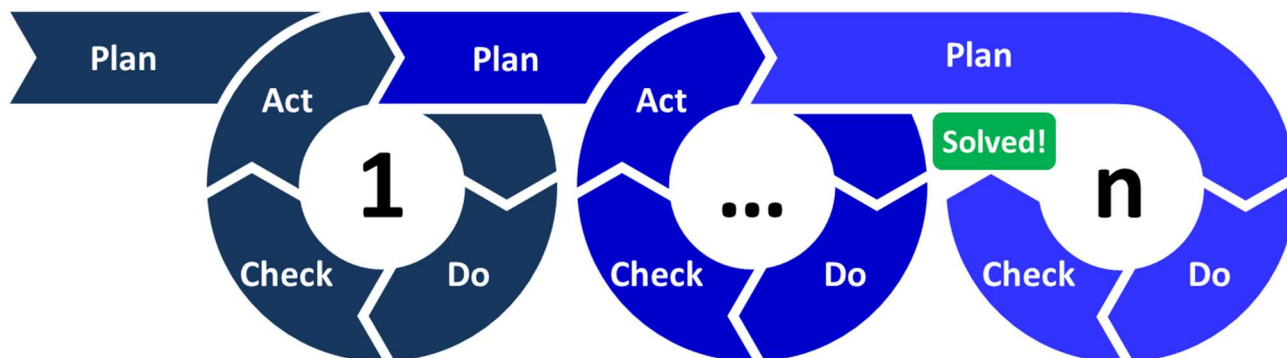 Plan
Act
1
Check
Do
Plan
Act
...
Check
Do
Plan
Solved!
n
Check
Do